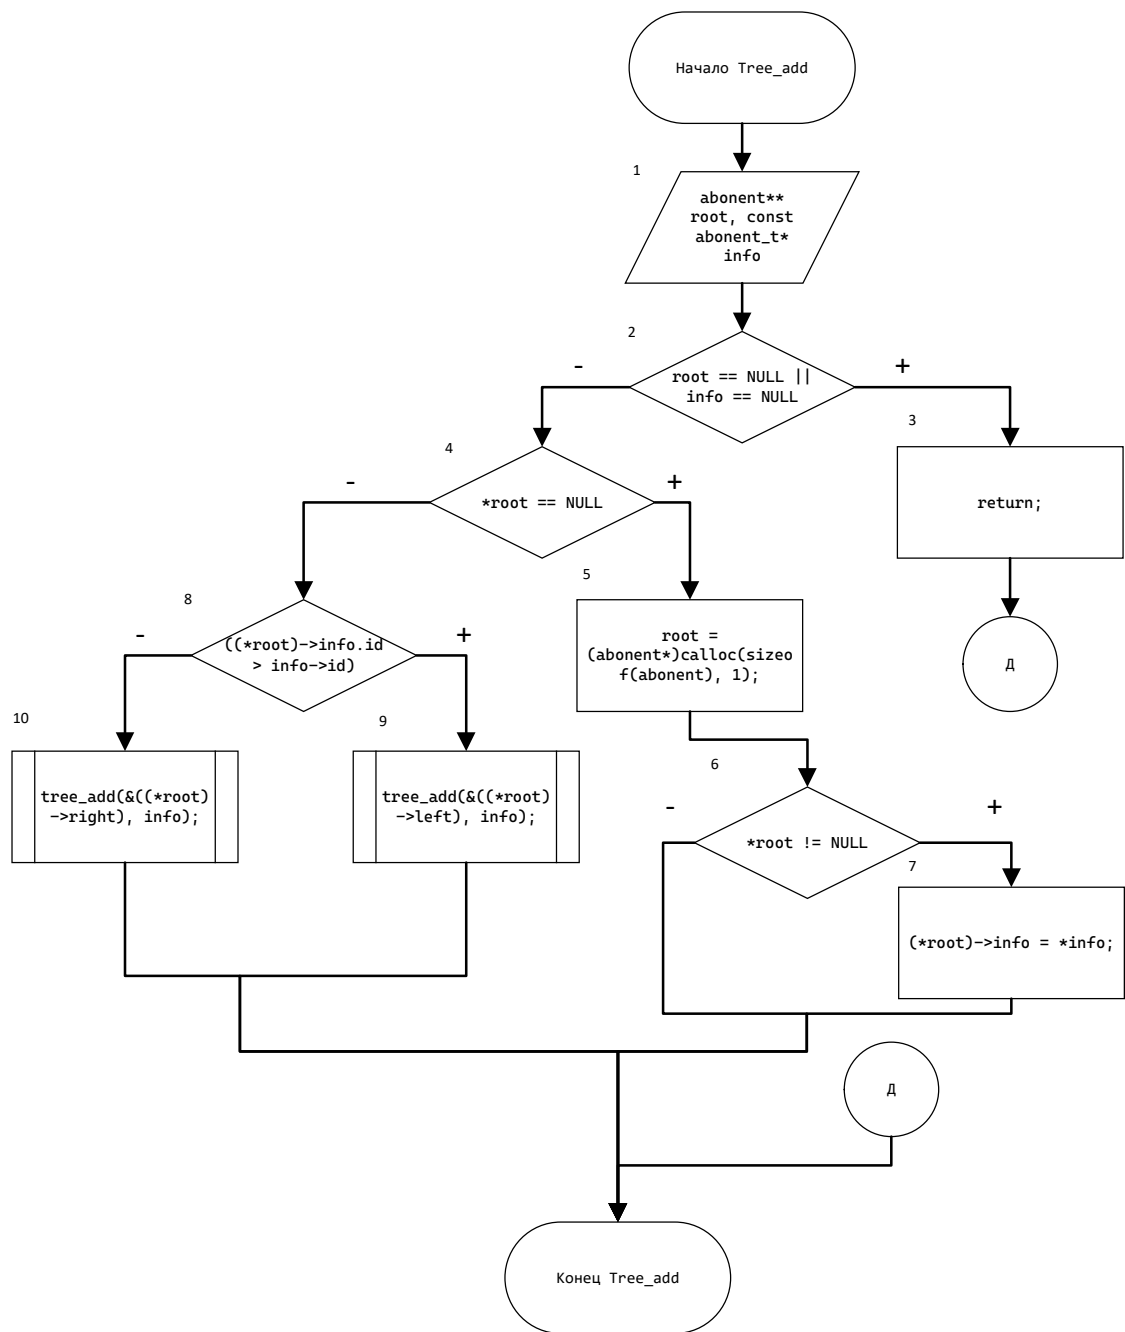 Начало Tree_add
1
abonent**
root, const
abonent_t*
info
2
-
+
root == NULL ||
info == NULL
3
4
return;
-
+
*root == NULL
5
8
Д
-
+
((*root)->info.id
> info->id)
root =
(abonent*)calloc(sizeo
f(abonent), 1);
10
9
6
tree_add(&((*root)
->right), info);
tree_add(&((*root)
->left), info);
-
+
*root != NULL
7
(*root)->info = *info;
Д
Конец Tree_add